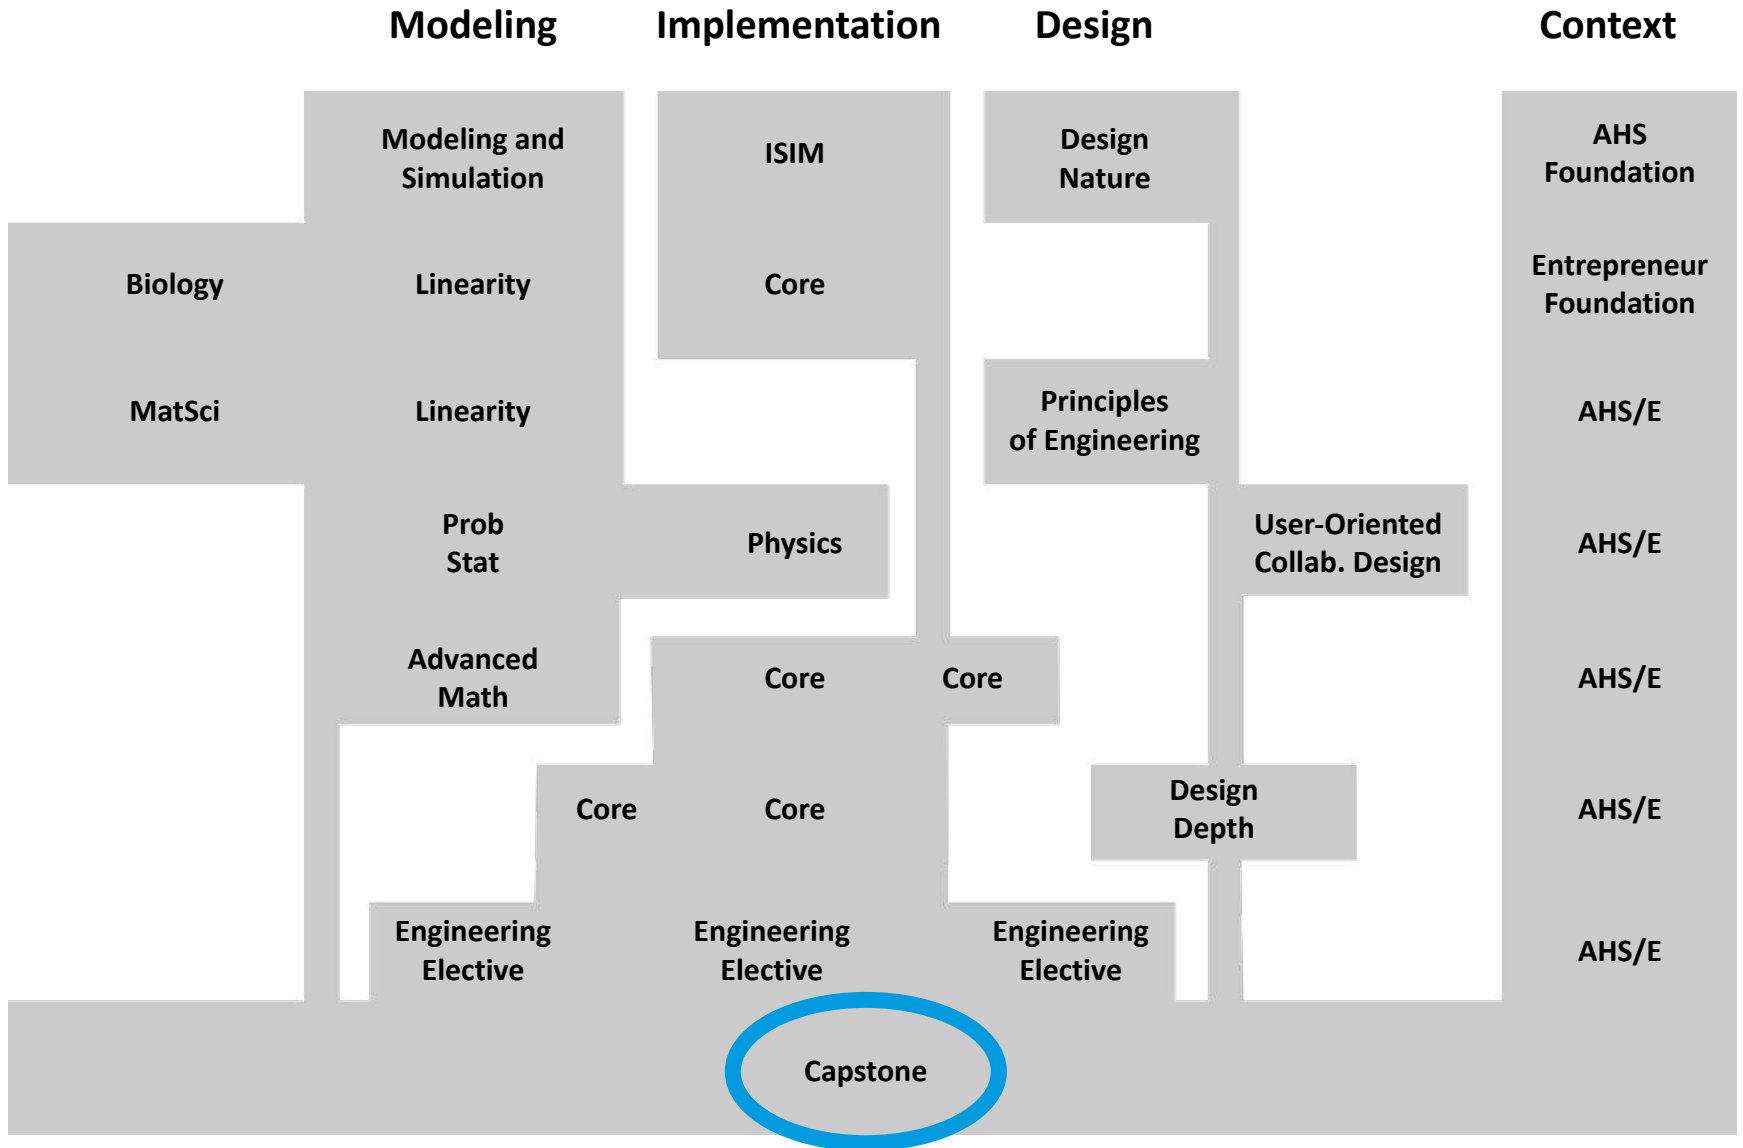 Modeling
Implementation
Design
Context
Modeling and
Simulation
ISIM
Design
Nature
AHS
Foundation
Biology
Linearity
Core
Entrepreneur
Foundation
MatSci
Linearity
Principles
of Engineering
AHS/E
Prob
Stat
Physics
User-Oriented
Collab. Design
AHS/E
Advanced
Math
Core
Core
AHS/E
Core
Core
Design
Depth
AHS/E
Engineering
Elective
Engineering
Elective
Engineering
Elective
AHS/E
Capstone